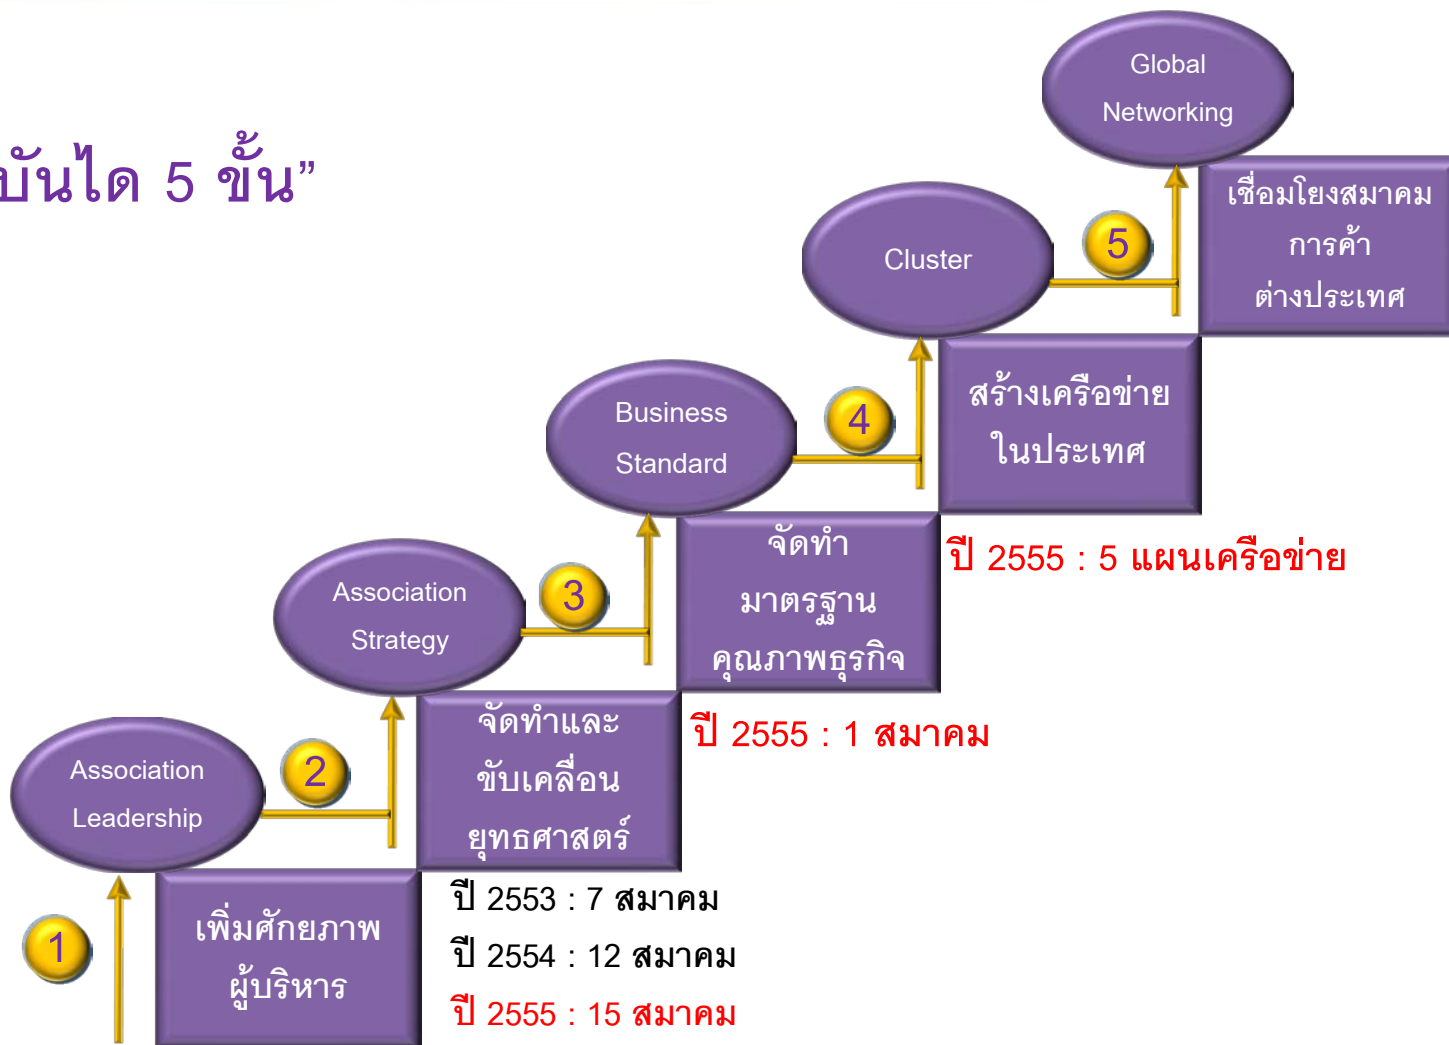 บันได 5 ขั้น”
Global
Networking
เชื่อมโยงสมาคม
การค้า
ต่างประเทศ
5
Cluster
สร้างเครือข่าย
ในประเทศ
4
Business
Standard
จัดทำ
มาตรฐาน
คุณภาพธุรกิจ
ปี 2555 : 5 แผนเครือข่าย
3
Association
Strategy
จัดทำและ
ขับเคลื่อน
ยุทธศาสตร์
ปี 2555 : 1 สมาคม
2
Association
Leadership
1
เพิ่มศักยภาพ
ผู้บริหาร
ปี 2553 : 7 สมาคม
ปี 2554 : 12 สมาคม
ปี 2555 : 15 สมาคม